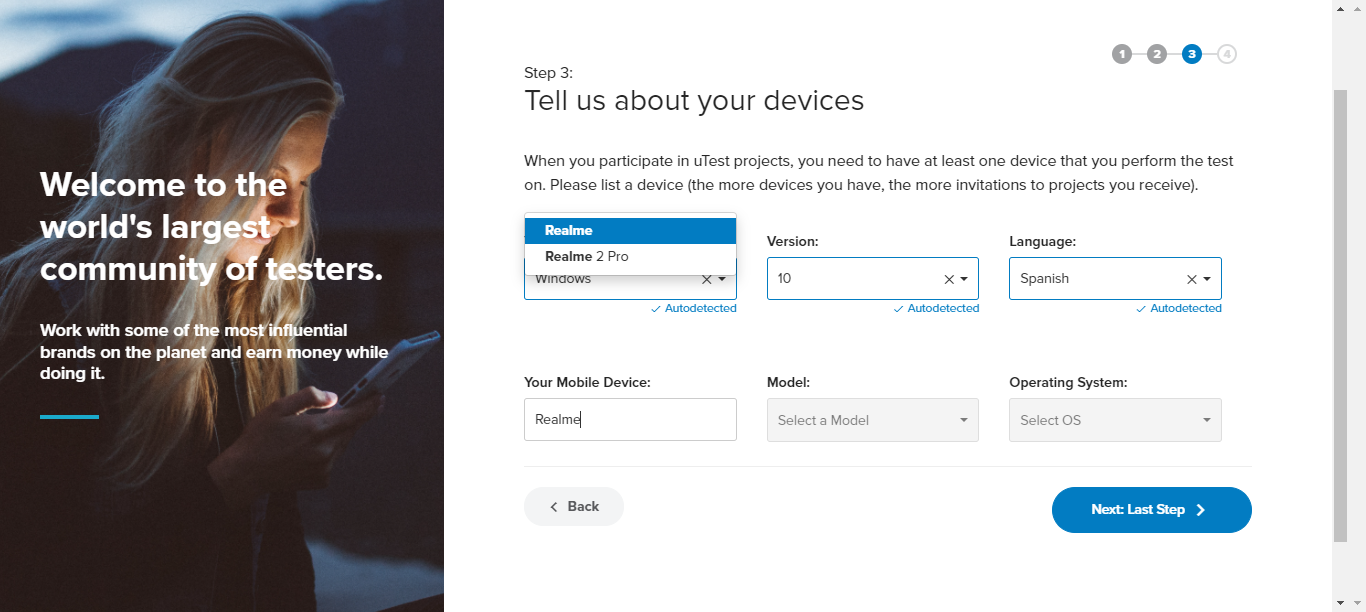 Welcome to the
world's largest
community of testers.
Work with some of the most influential
brands on the planet and earn money while
doing it.
1 2 3 4
Step 3:
Tell us about your devices
When you participate in uTest projects, you need to have at least one device that you perform the test
on. Please list a device (the more devices you have, the more invitations to projects you receive).
Realme
Realme 2 Pro
Version:
Language:
Windows
10
Spanish
Autodetected
Autodetected
Autodetected
Your Mobile Device:
Model:
Operating System:
Realme
Select a Model
Select OS
Back
Next: Last Step